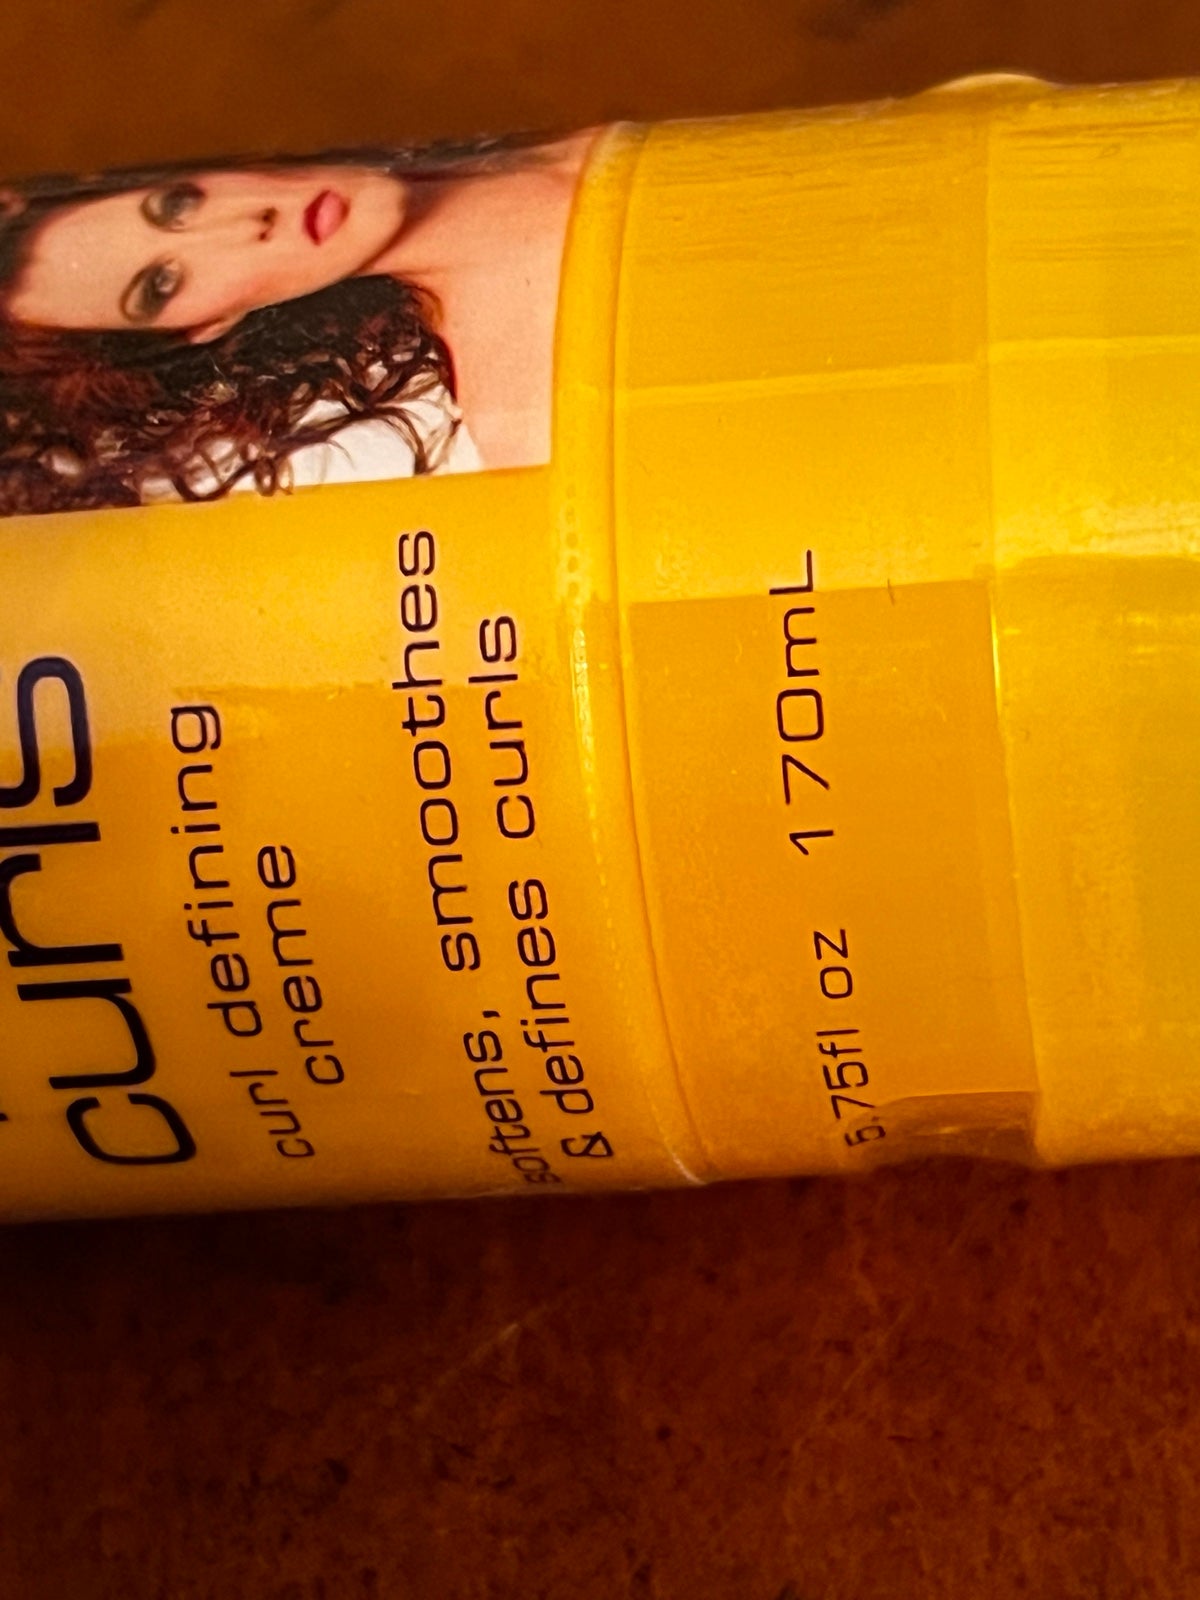 curls
curl defining
creme
softens, smoothes
& defines curls
5.75fl oz 170mL